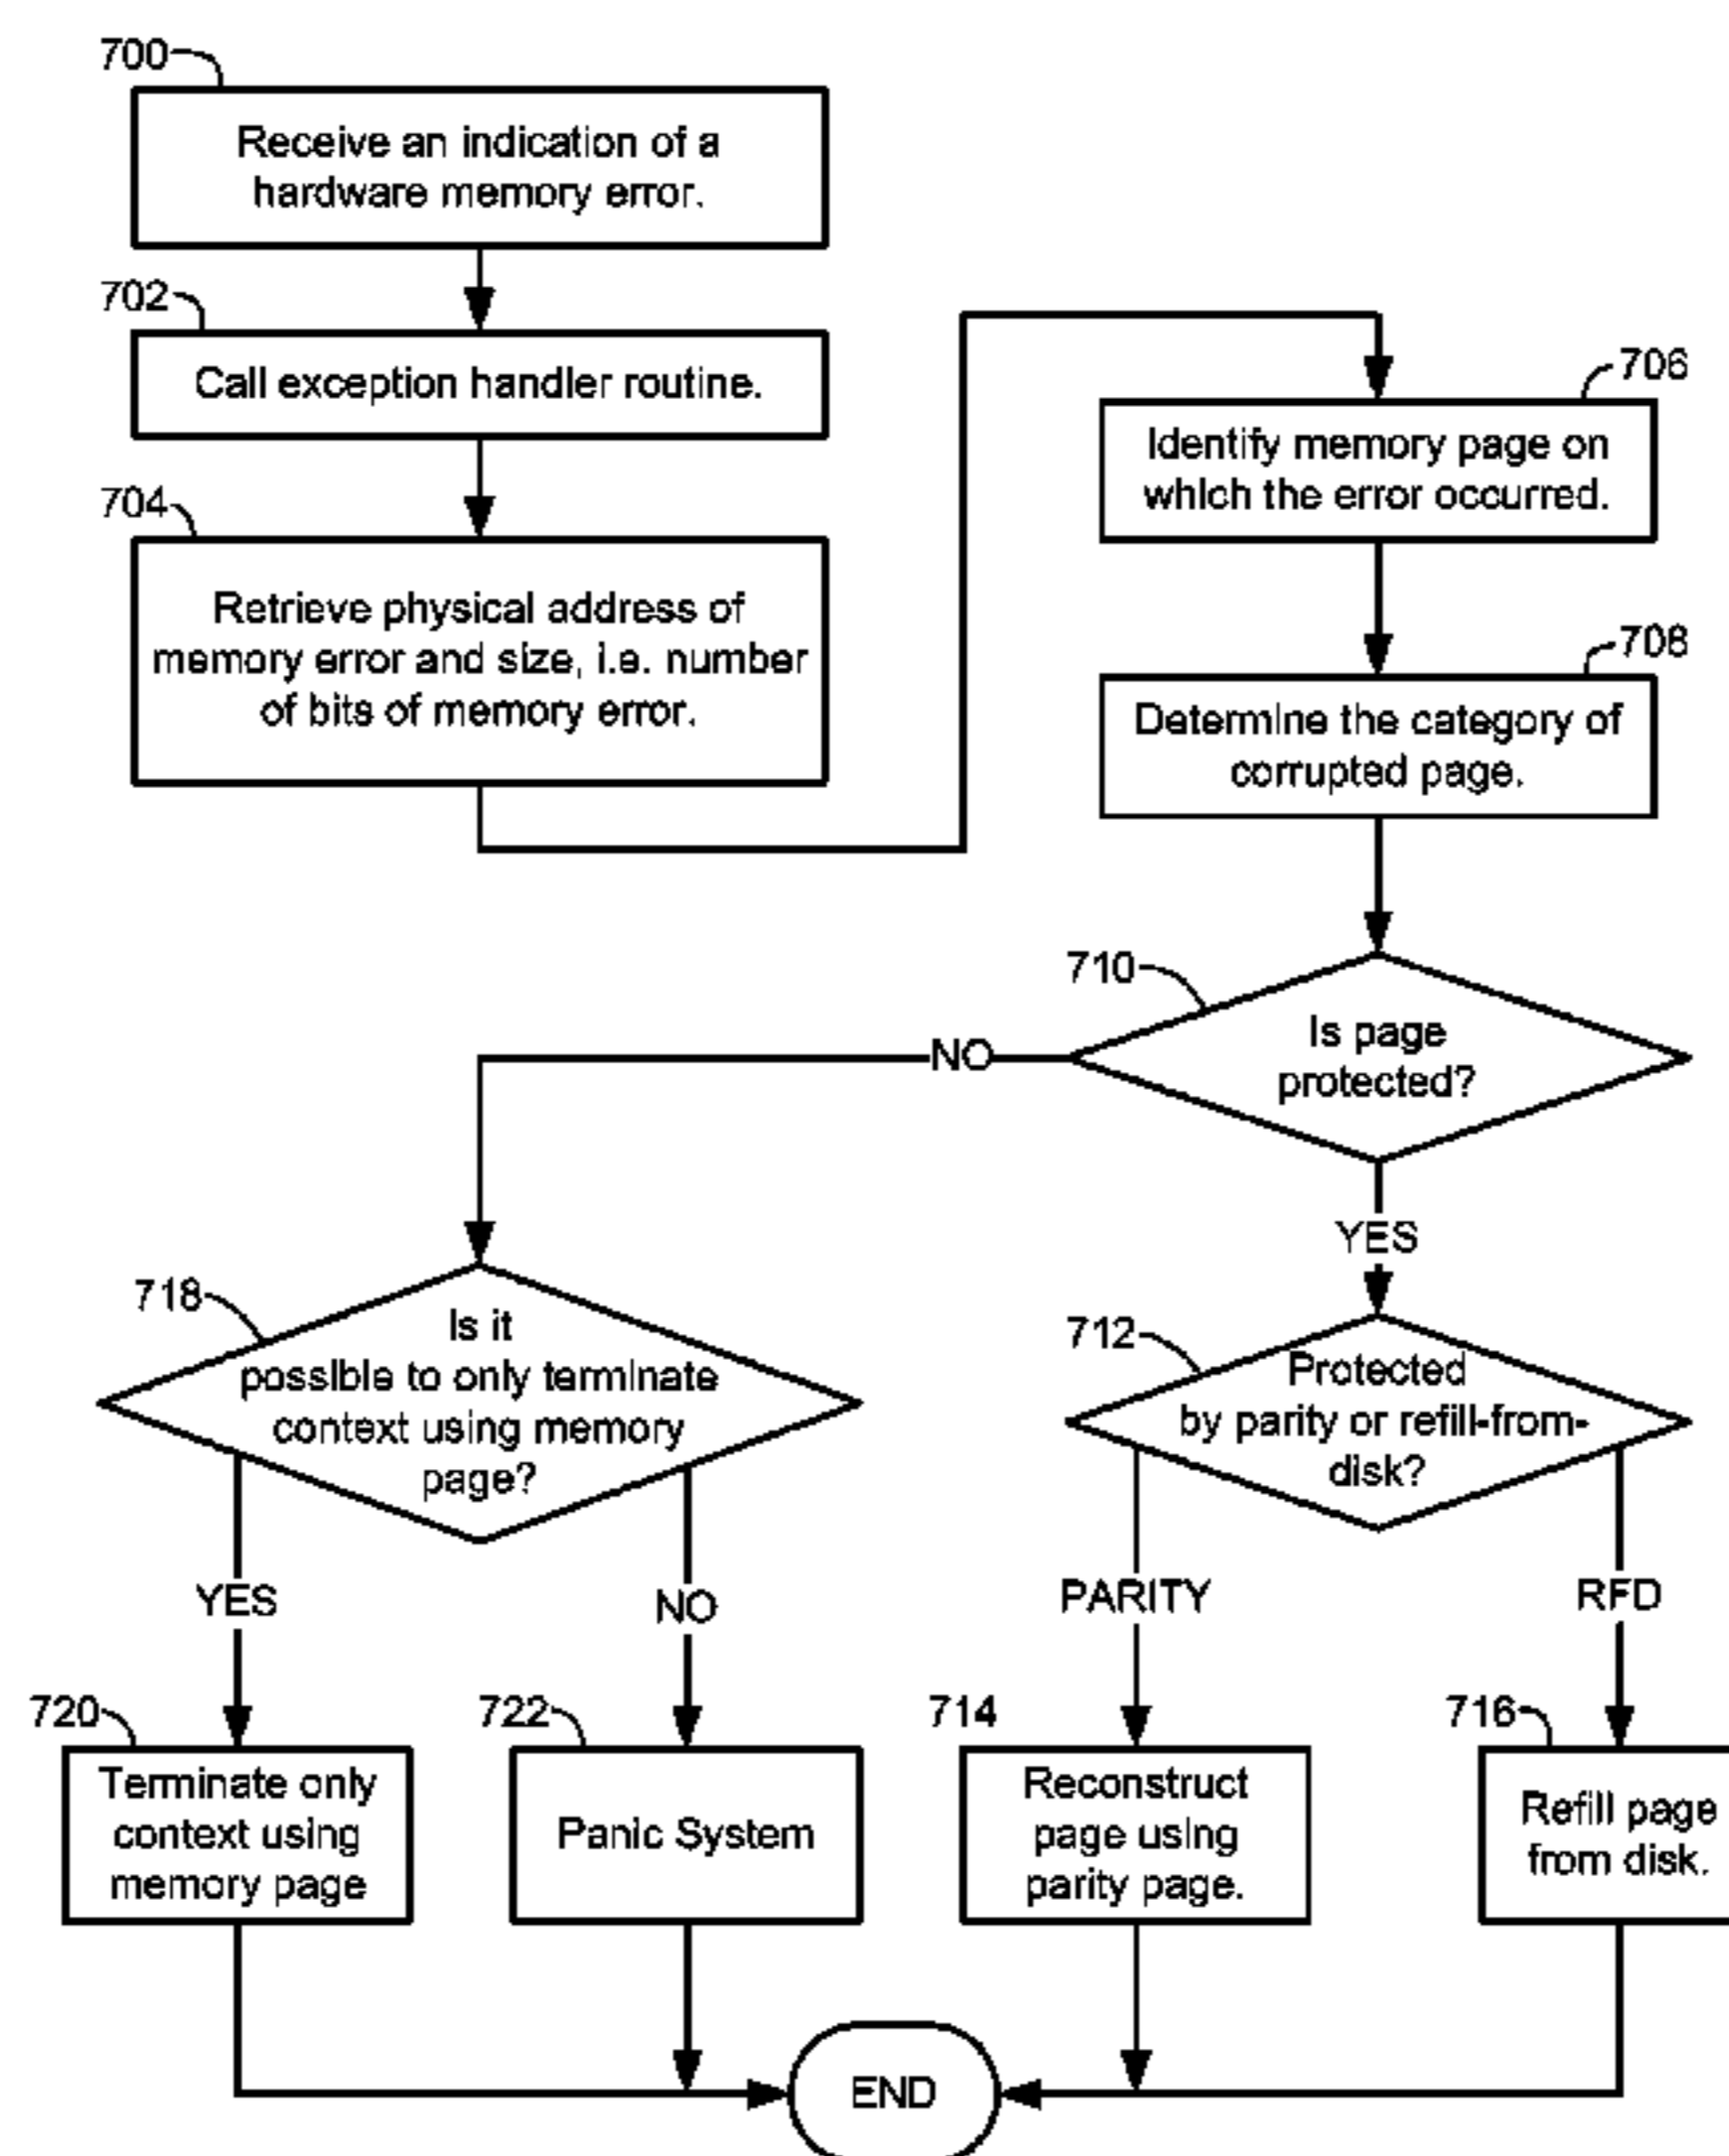 700
Receive an indication of a
hardware memory error.
702
Call exception handler routine.
704
Retrieve physical address of
memory error and size, i.e. number
of bits of memory error.
706
Identify memory page on
which the error occurred.
708
Determine the category of
corrupted page.
710
Is page
protected?
NO
YES
718
Is it
possible to only terminate
context using memory
page?
712
Protected
by parity or refill-from-
disk?
YES
NO
PARITY
RFD
720
Terminate only
context using
memory page
722
Panic System
714
Reconstruct
page using
parity page.
716
Refill page
from disk.
END